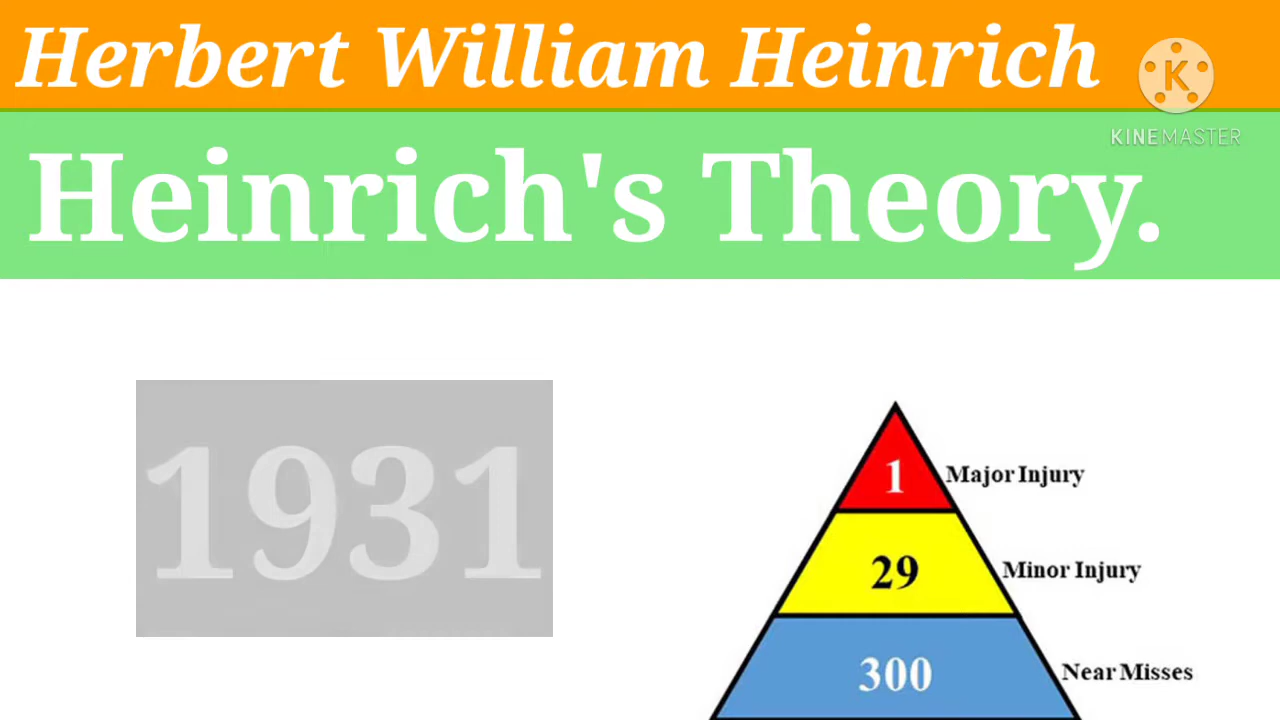 Herbert William Heinrich
K
KINEMASTER
Heinrich's Theory.
1931
1
Major Injury
29
Minor Injury
300
Near Misses